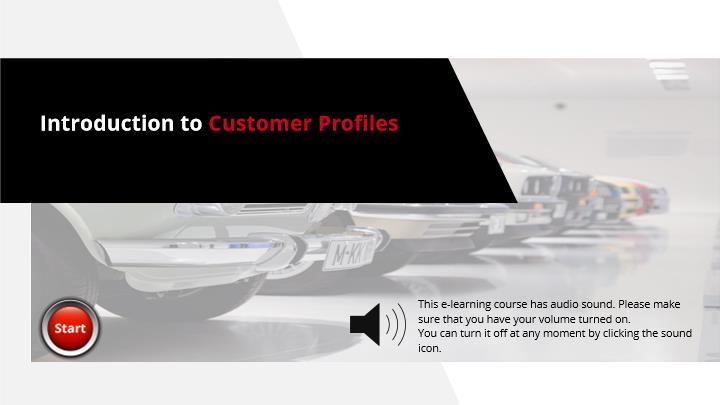 Introduction to Customer Profiles
Start
This e-learning course has audio sound. Please make
sure that you have your volume turned on.
You can turn it off at any moment by clicking the sound
icon.